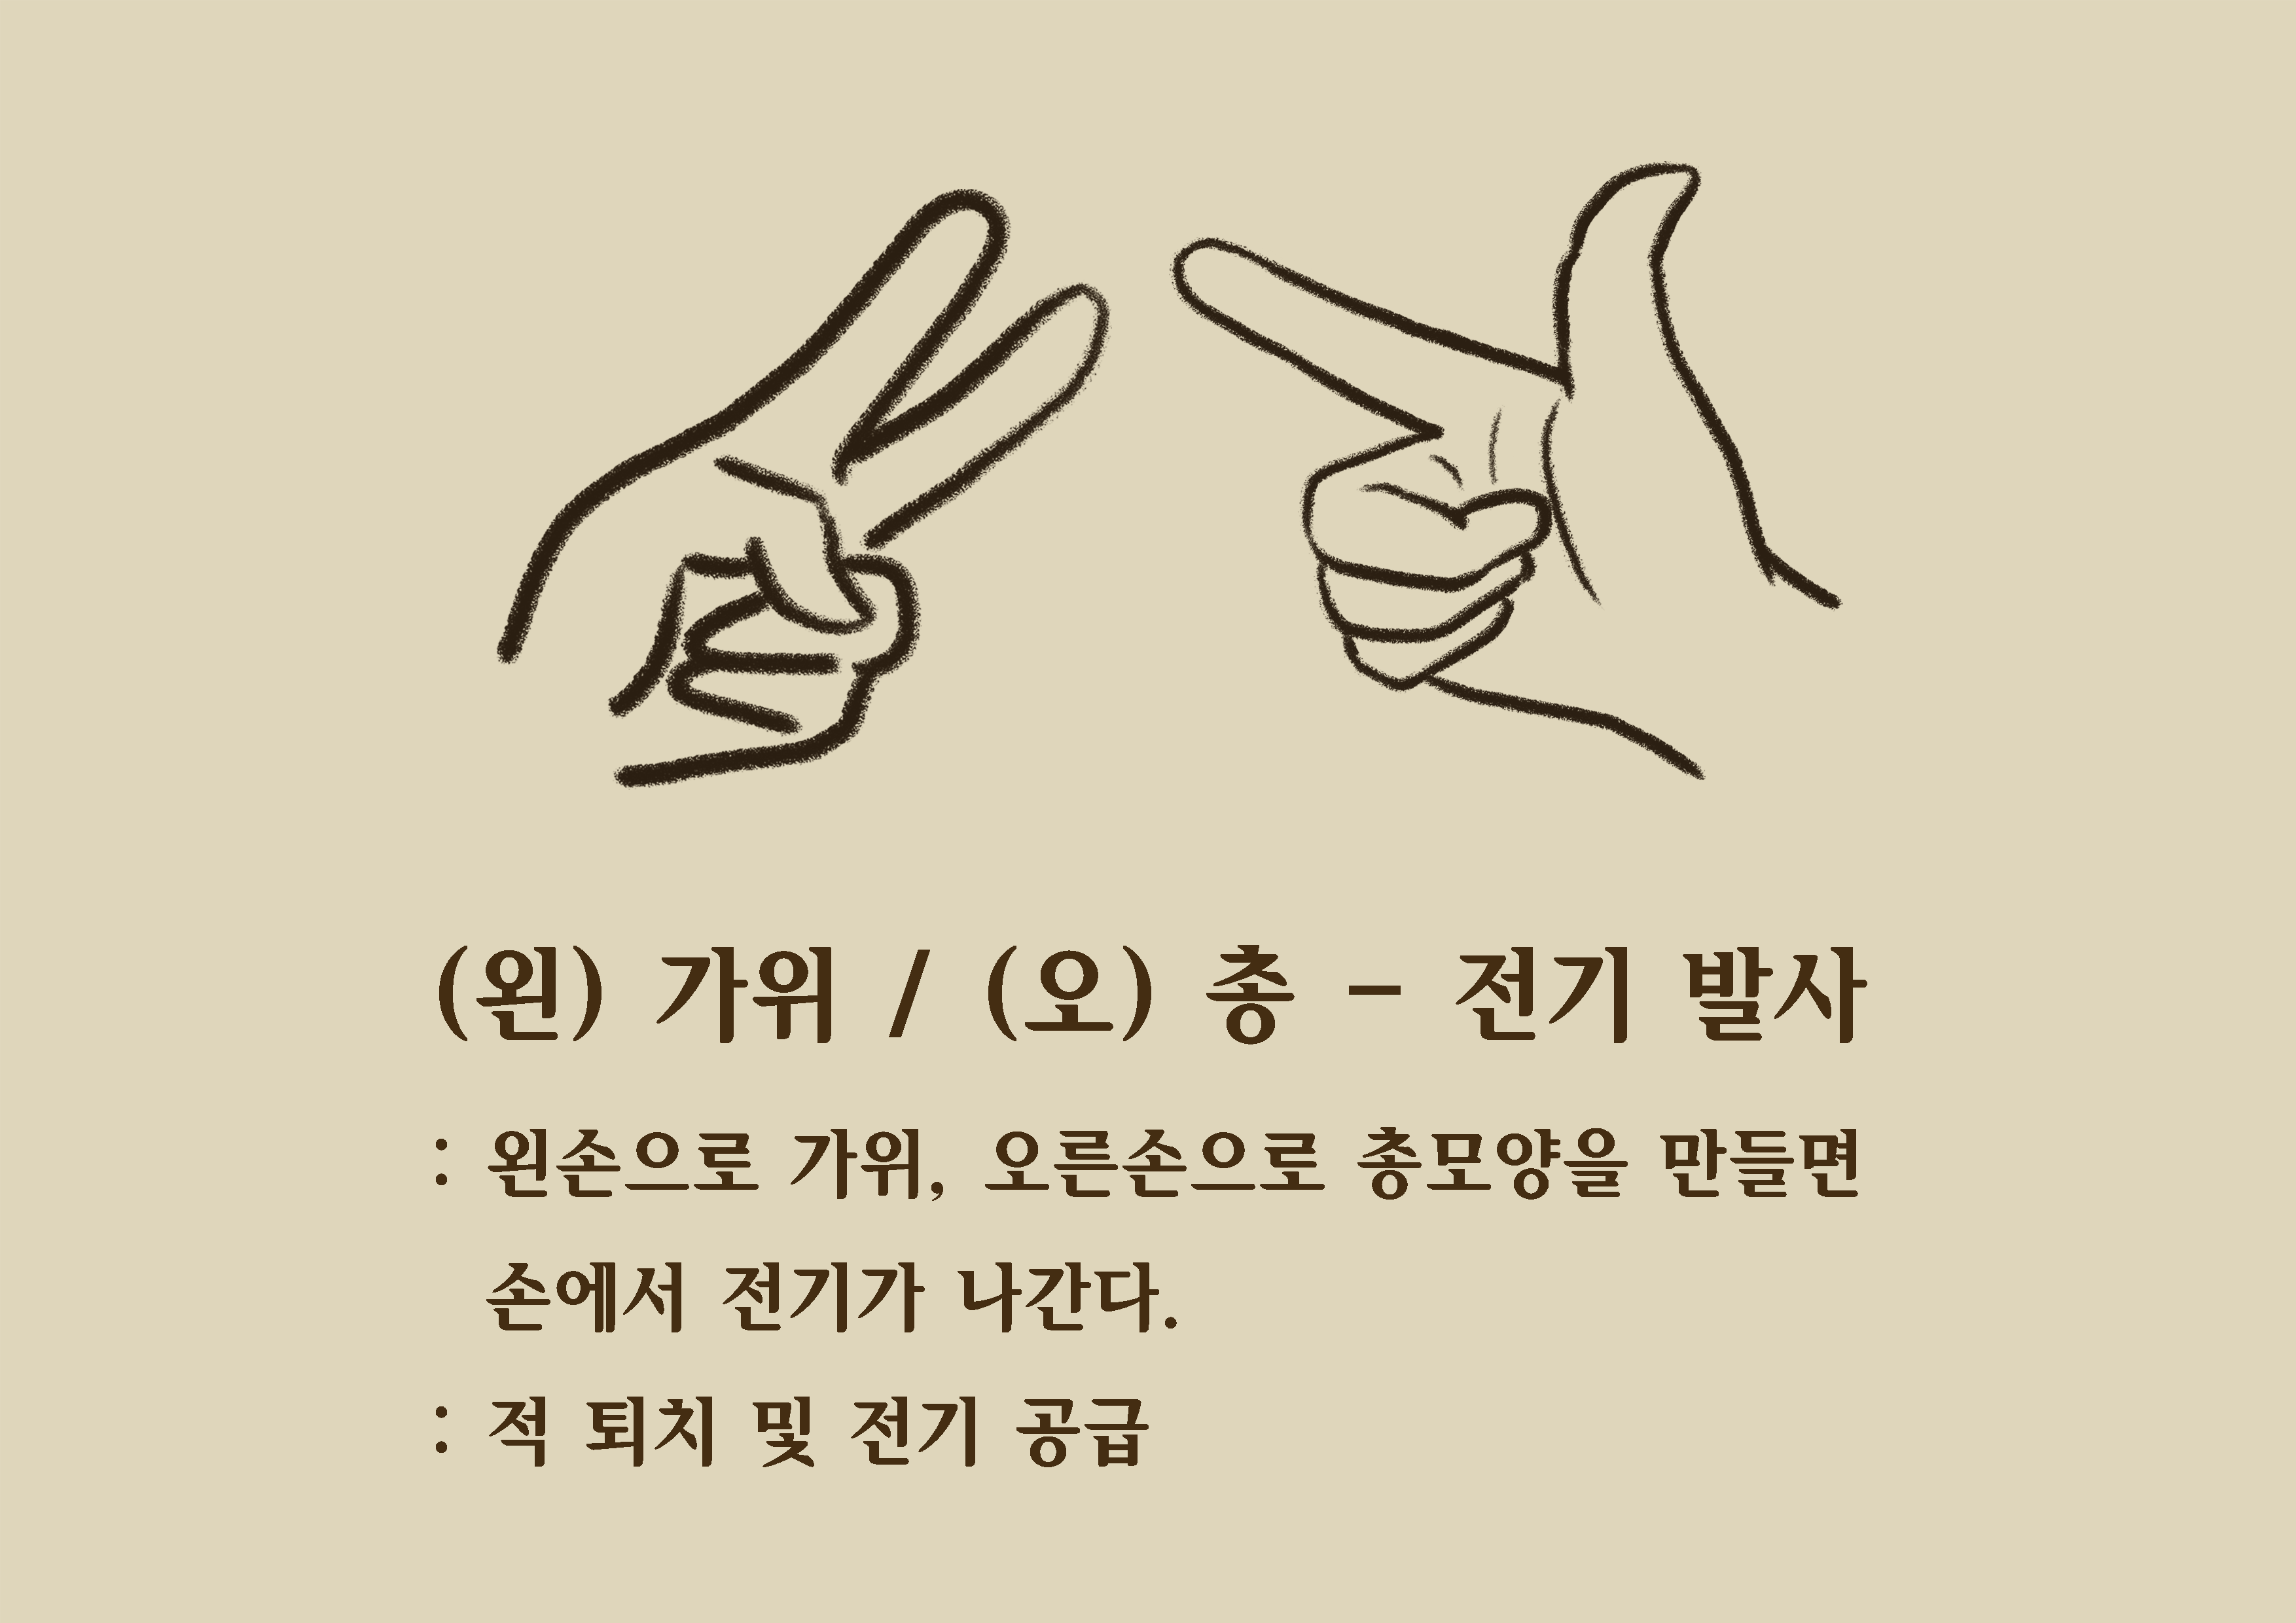 (왼) 가위 / (오) 총 - 전기 발사
: 왼손으로 가위, 오른손으로 총모양을 만들면
손에서 전기가 나간다.
: 적 퇴치 및 전기 공급